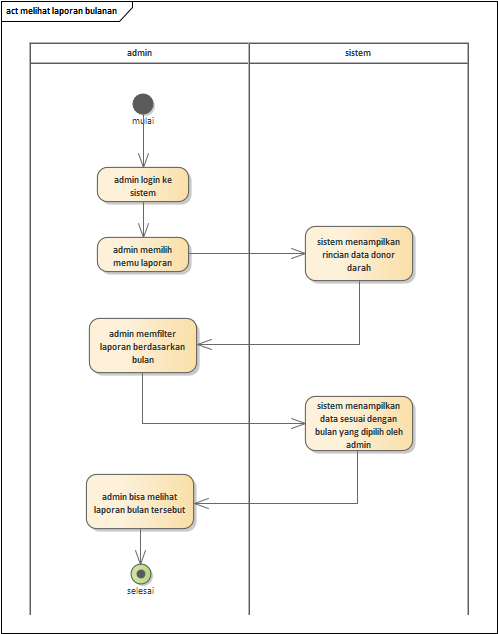 act melihat laporan bulanan
admin
sistem
mulai
admin login ke
sistem
admin memilih
memu laporan
sistem menampilkan
rincian data donor
darah
admin memfilter
laporan berdasarkan
bulan
sistem menampilkan
data sesuai dengan
bulan yang dipilih oleh
admin
admin bisa melihat
laporan bulan tersebut
selesai